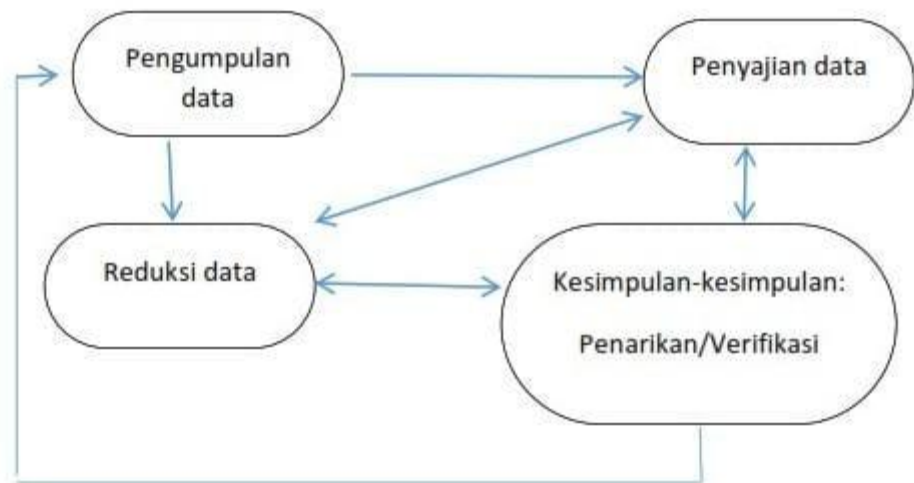 Pengumpulan
data
Penyajian data
Reduksi data
Kesimpulan-kesimpulan:
Penarikan/Verifikasi